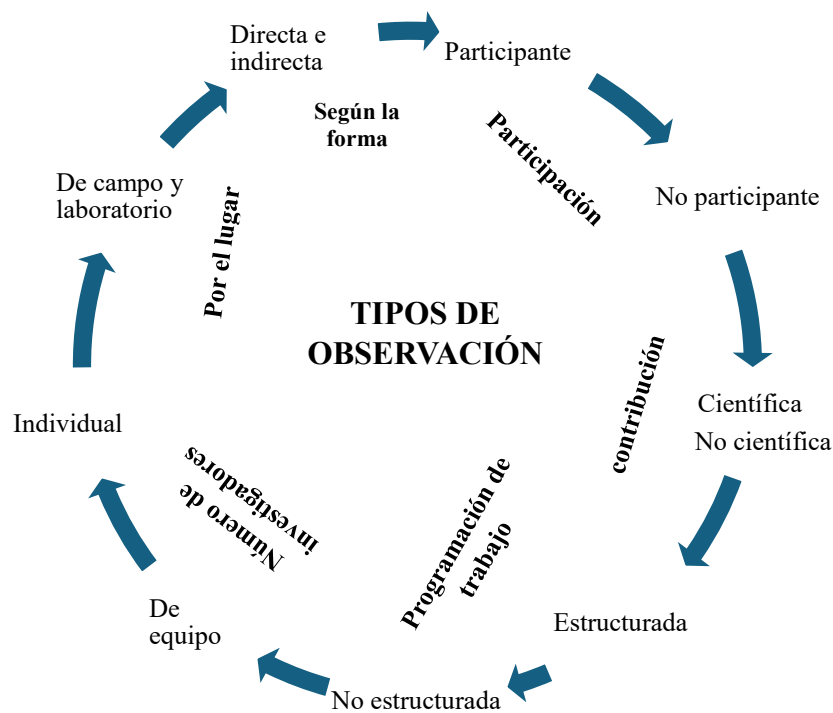 Directa e
indirecta
Participante
Según la
forma
Participación
De campo y
laboratorio
No participante
Por el lugar
TIPOS DE
OBSERVACIÓN
contribución
Científica
No científica
Individual
Número de
investigadores
Programación de
trabajo
De
equipo
Estructurada
No estructurada